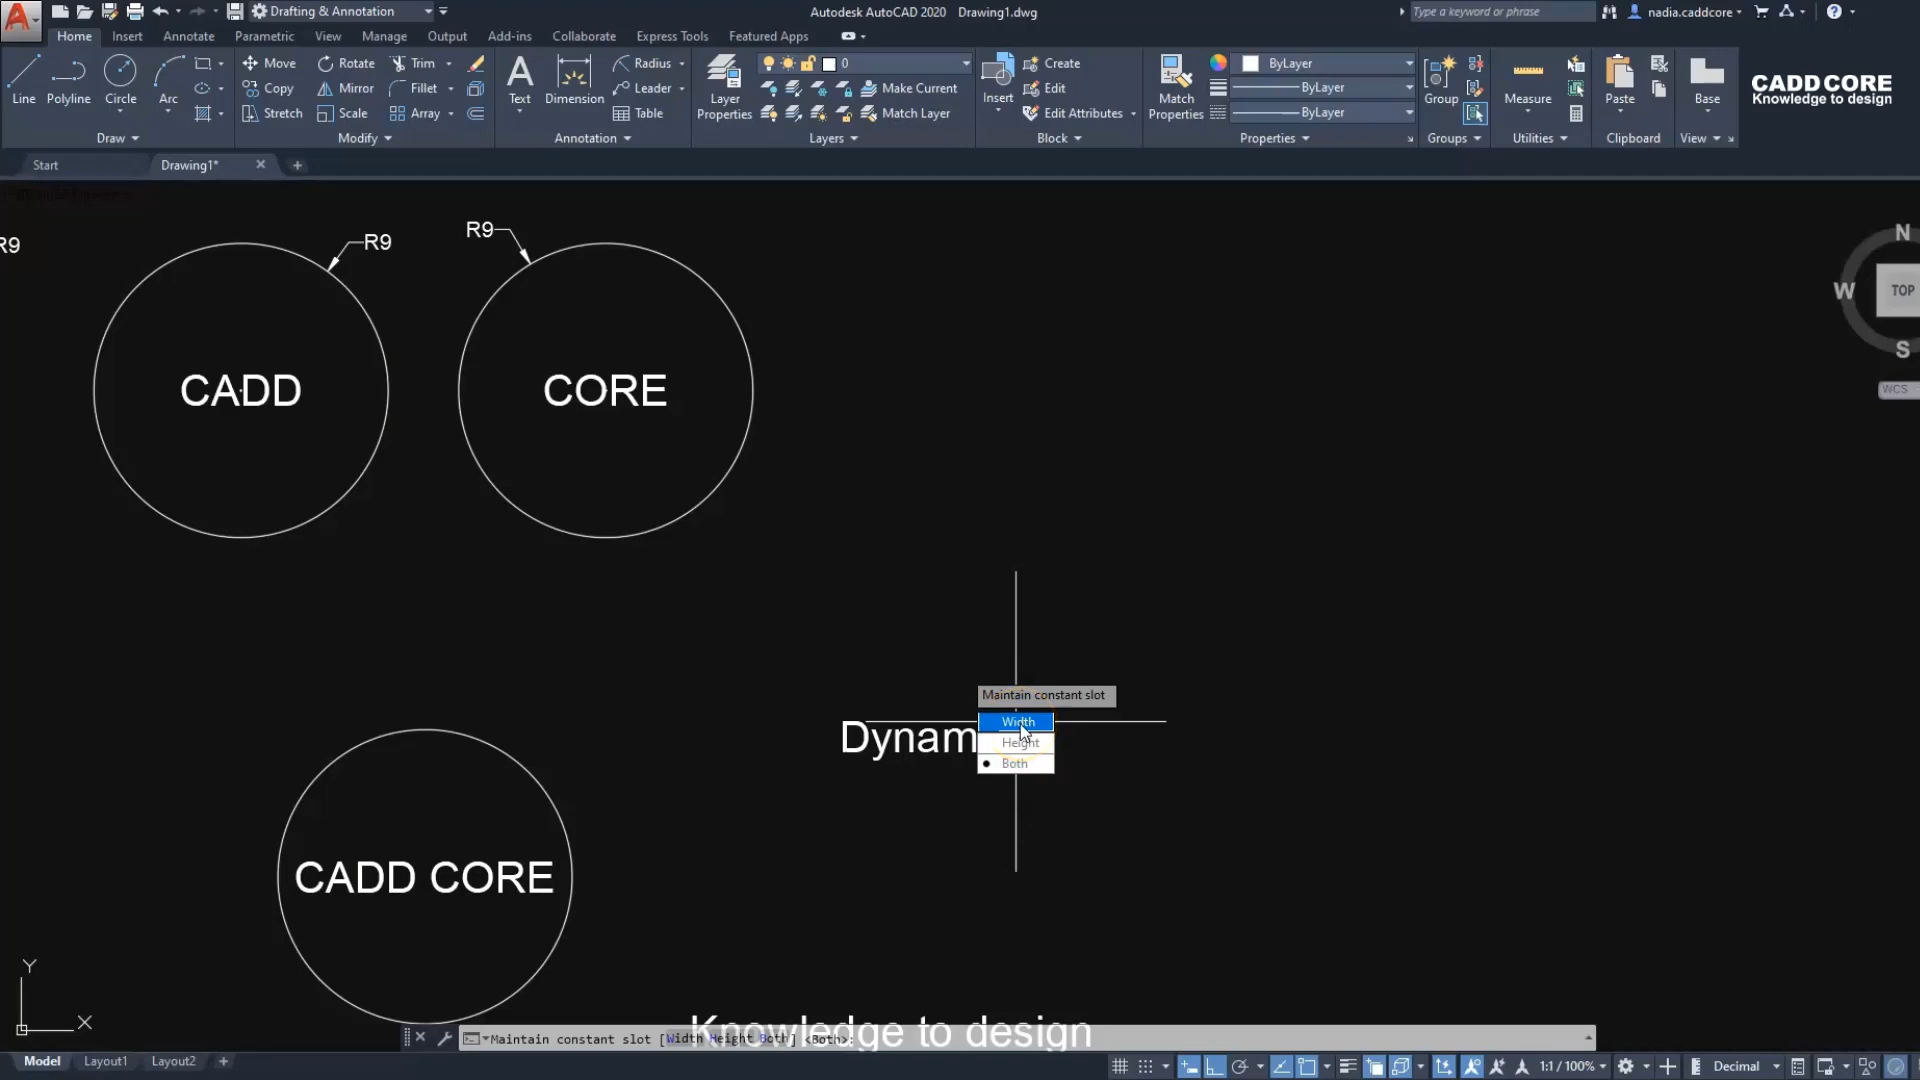 Drafting & Annotation
Autodesk AutoCAD 2020 Drawing1.dwg
Type a keyword or phrase
nadia.caddcore
Home Insert Annotate Parametric View Manage Output Add-ins Collaborate Express Tools Featured Apps
Line Polyline Circle Arc
Draw
Move Rotate Trim
Copy Mirror Fillet
Stretch Scale Array
Modify
Text Dimension
Radius
Leader
Table
Annotation
Layer Properties
0
Make Current
Match Layer
Layers
Insert
Create
Edit
Edit Attributes
Block
Match Properties
ByLayer
ByLayer
ByLayer
Properties
Group
Groups
Measure
Utilities
Paste
Clipboard
Base
View
CADD CORE
Knowledge to design
Start Drawing1*
R9
R9
R9
CADD
CORE
N
W
TOP
S
WCS
Maintain constant slot
Width
Height
Both
Dynam
CADD CORE
Y
X
Knowledge to design
Maintain constant slot [Width Height Both] <Both>:
Model Layout1 Layout2
1:1 / 100%
Decimal